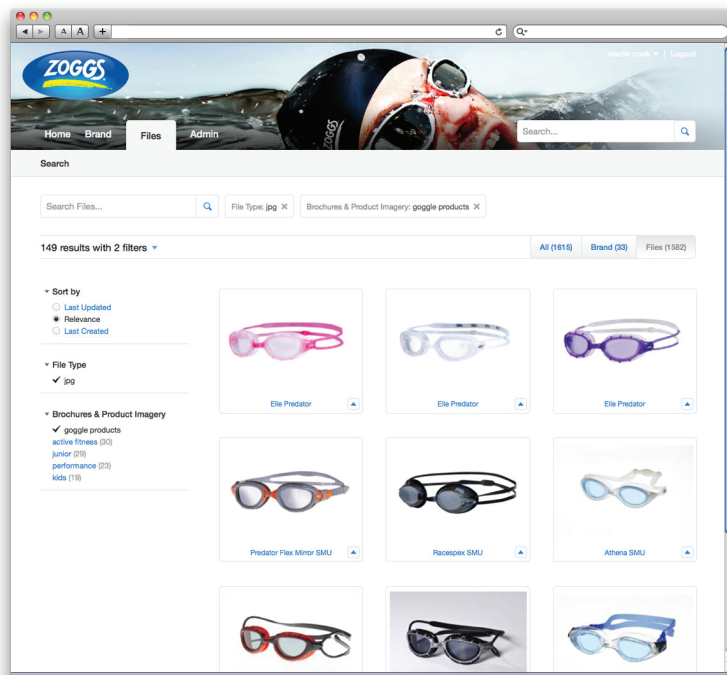 A A +
martin cook | Logout
ZOGGS
ZOGGS
Home Brand Files Admin
Search...
Search
Search Files...
File Type: jpg ✕
Brochures & Product Imagery: goggle products ✕
149 results with 2 filters
All (1615) Brand (33) Files (1582)
Sort by
Last Updated
Relevance
Last Created
File Type
✓ jpg
Brochures & Product Imagery
✓ goggle products
active fitness (30)
junior (29)
performance (23)
kids (19)
Elle Predator
Elle Predator
Elle Predator
Predator Flex Mirror SMU
Racespex SMU
Athena SMU